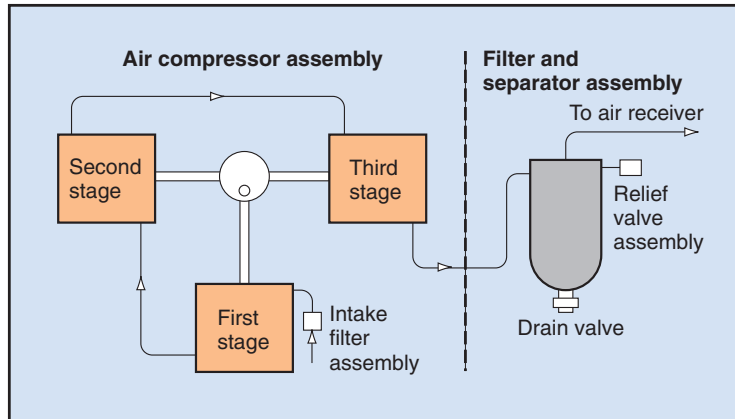 Air compressor assembly
Filter and
separator assembly
To air receiver
Second
stage
Third
stage
Relief
valve
assembly
First
stage
Intake
filter
assembly
Drain valve